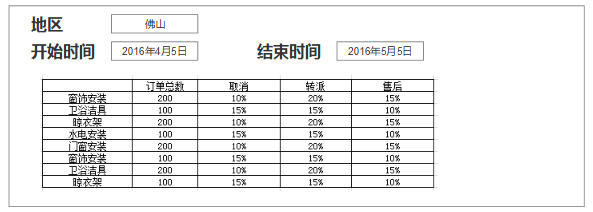 地区 佛山
开始时间 2016年4月5日 结束时间 2016年5月5日
订单总数 取消 转派 售后
窗饰安装 200 10% 20% 15%
卫浴洁具 100 15% 15% 10%
晾衣架 200 10% 20% 15%
水电安装 100 15% 15% 10%
门窗安装 200 10% 20% 15%
窗饰安装 100 15% 15% 10%
卫浴洁具 200 10% 20% 15%
晾衣架 100 15% 15% 10%